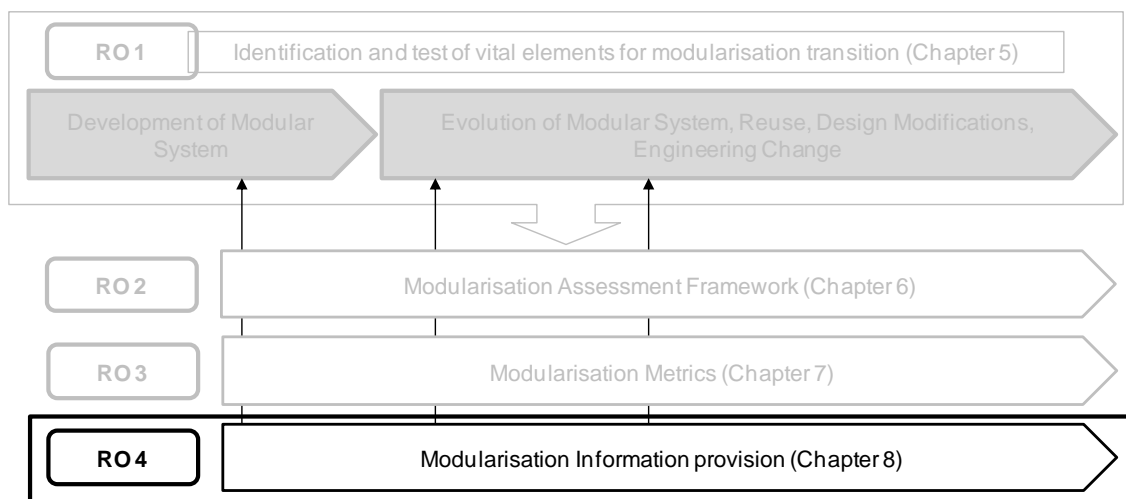 RO1
Identification and test of vital elements for modularisation transition (Chapter 5)
Development of Modular
System
Evolution of Modular System, Reuse, Design Modifications,
Engineering Change
RO2
Modularisation Assessment Framework (Chapter 6)
RO3
Modularisation Metrics (Chapter 7)
RO4
Modularisation Information provision (Chapter 8)